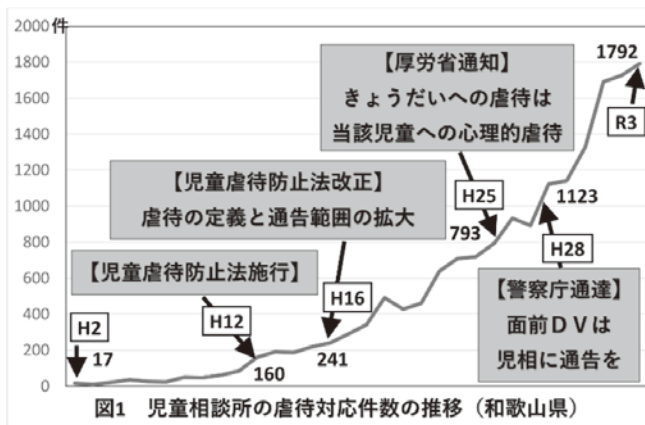 2000件
1800
1600
1400
1200
1000
800
600
400
200
0
【厚労省通知】
きょうだいへの虐待は
当該児童への心理的虐待
1792
R3
【児童虐待防止法改正】
虐待の定義と通告範囲の拡大
H25
793
1123
【児童虐待防止法施行】
H28
H16
【警察庁通達】
面前DVは
児相に通告を
H2
17
H12
160
241
図1 児童相談所の虐待対応件数の推移（和歌山県）